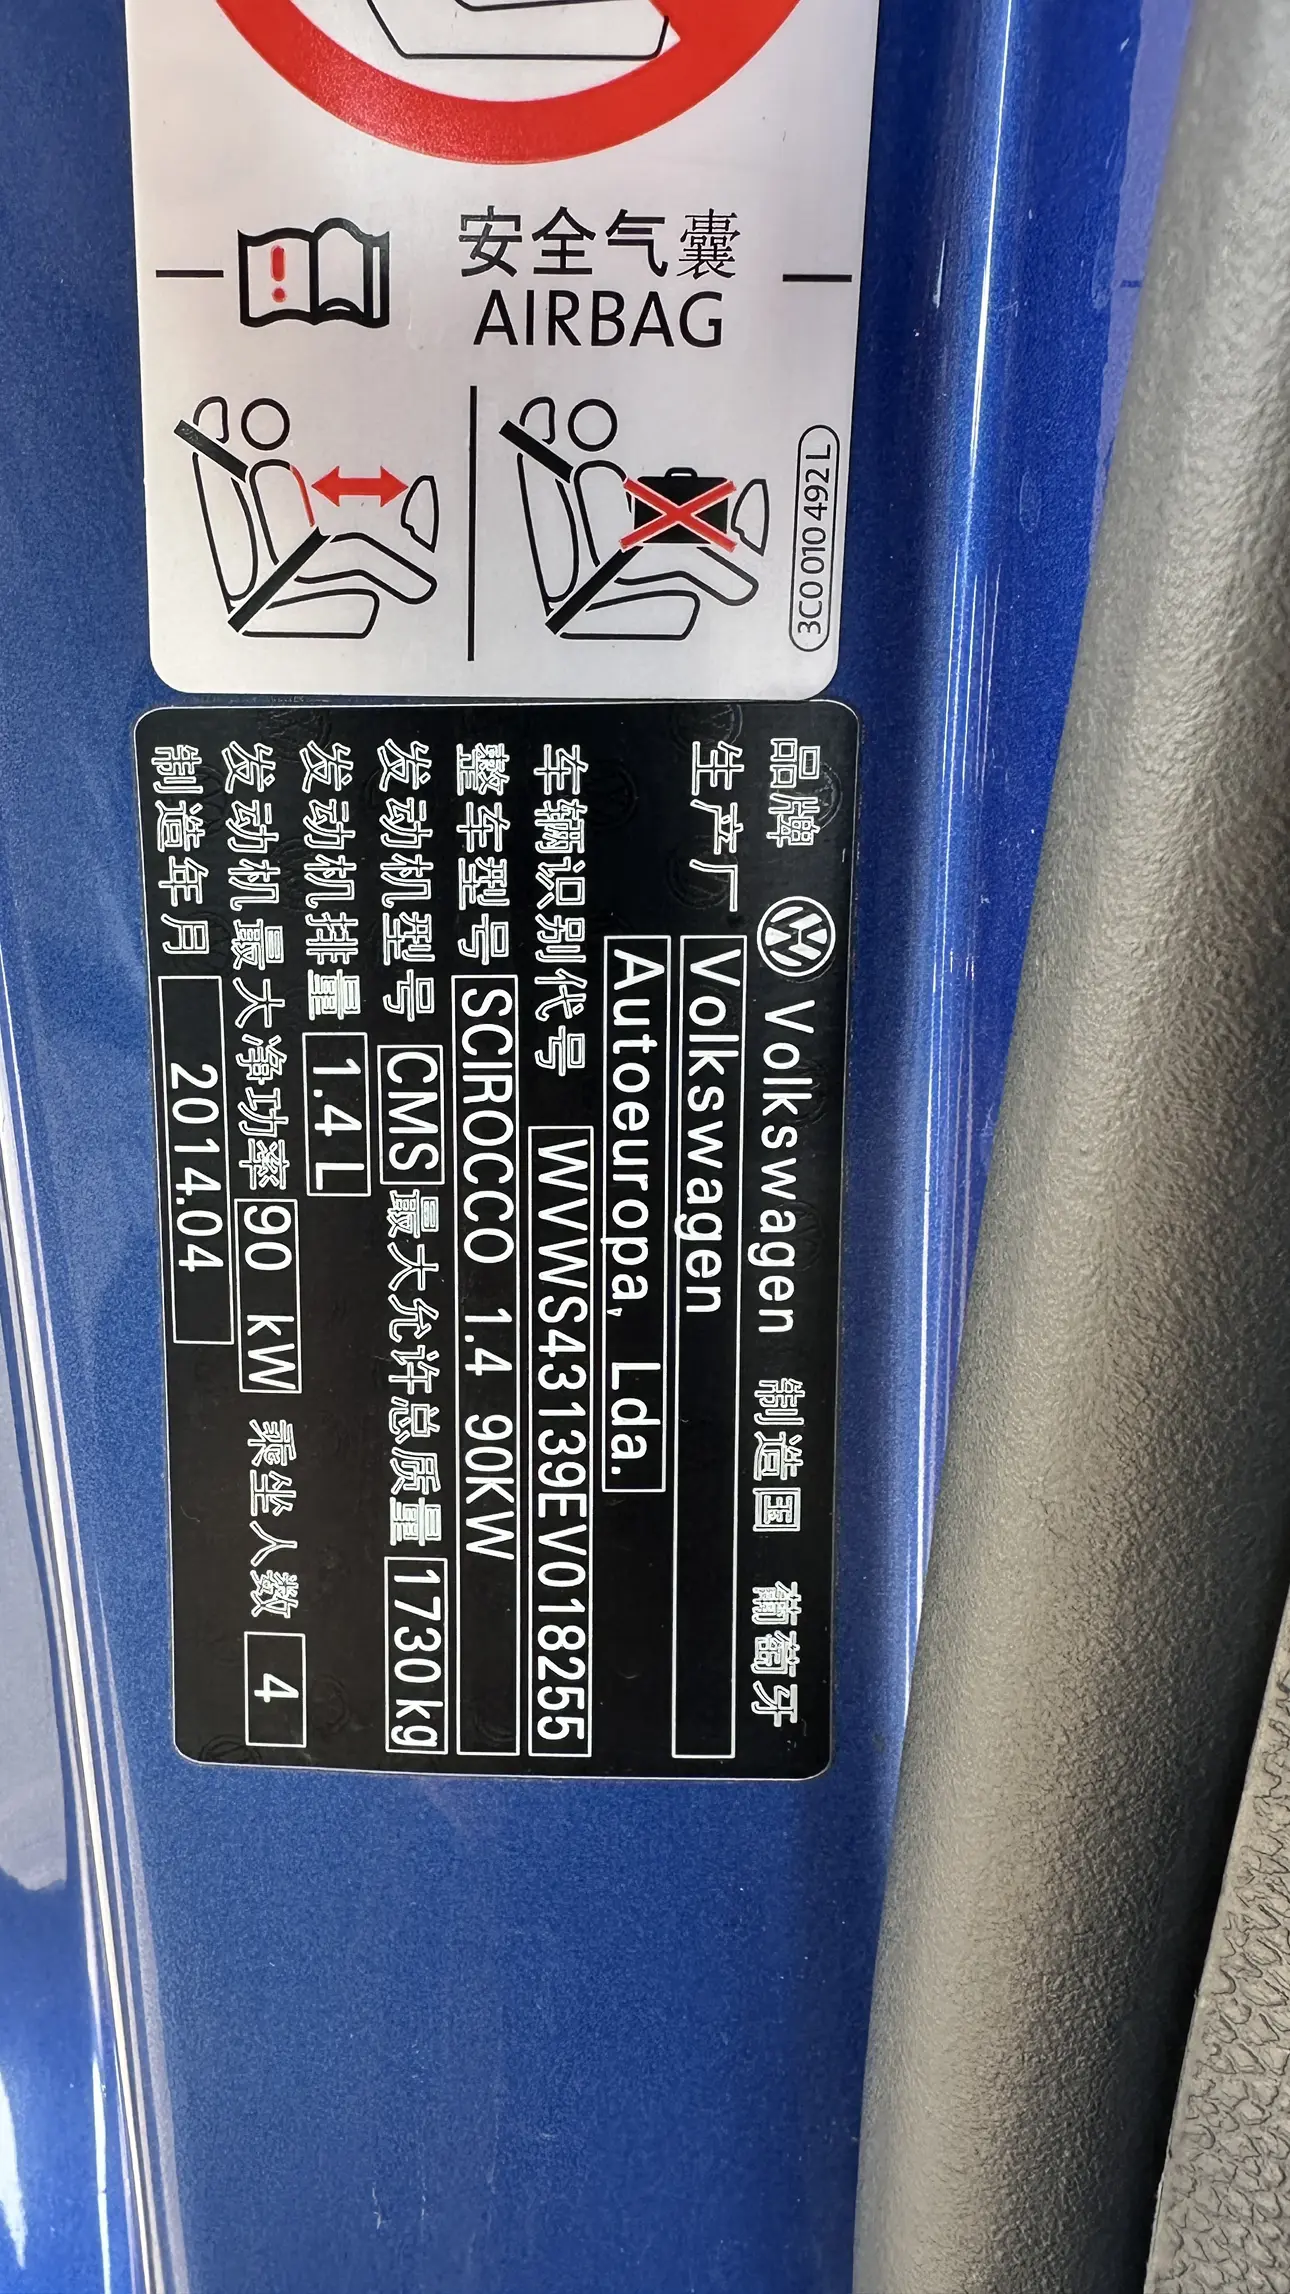 安全气囊
AIRBAG
3C0 010 492 L
品牌 Volkswagen 制造国 葡萄牙
生产厂 Volkswagen
Autoeuropa, Lda.
车辆识别代号 WVWS43139EV018255
整车型号 SCIROCCO 1.4 90KW
发动机型号 CMS 最大允许总质量 1730kg
发动机排量 1.4L
发动机最大净功率 90 kW 乘坐人数 4
制造年月 2014.04